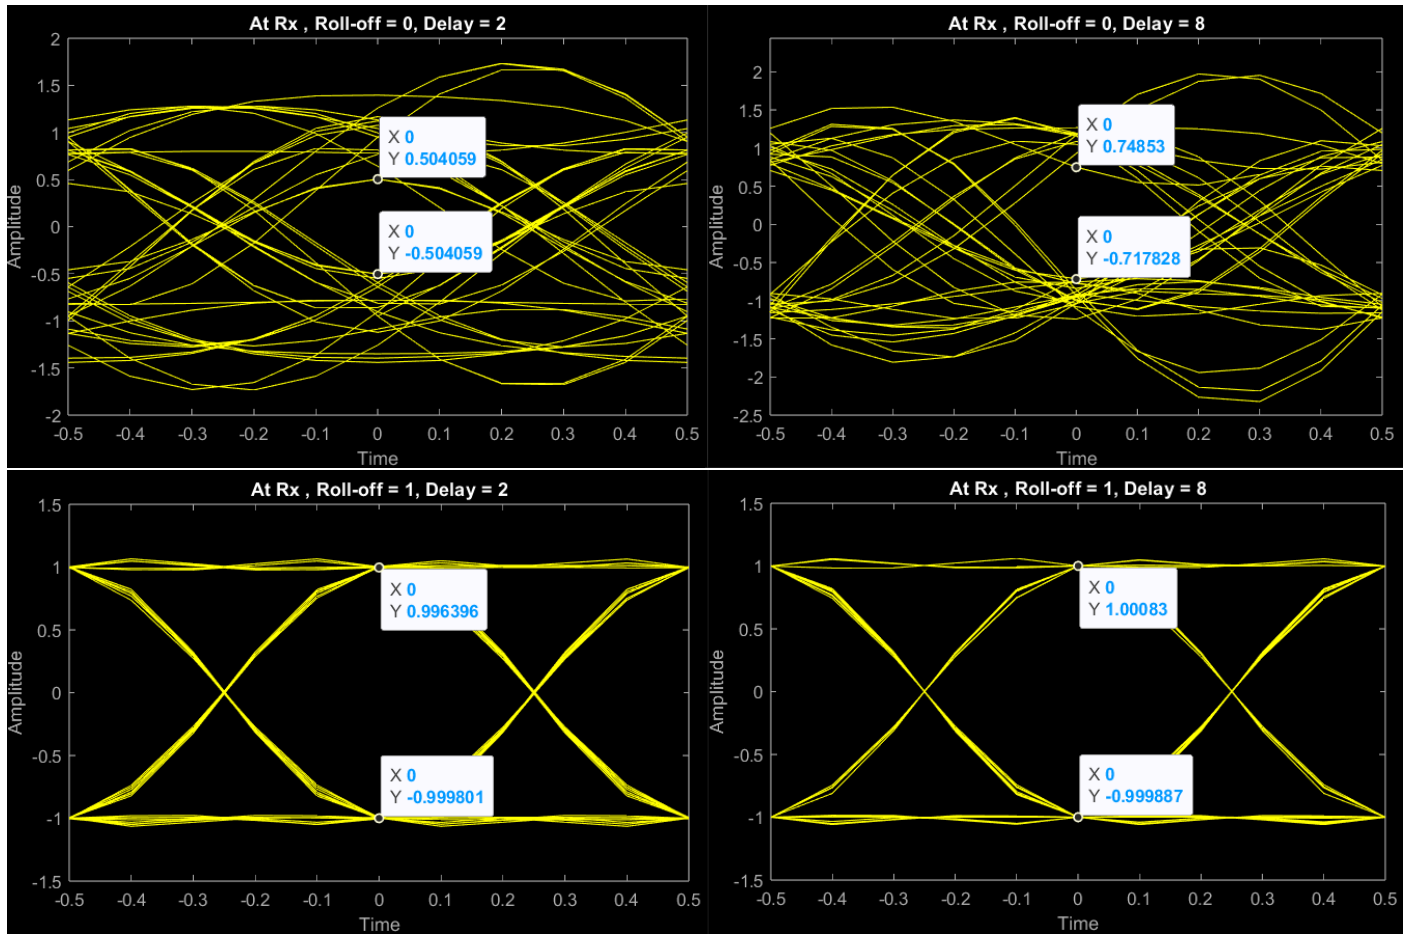 At Rx , Roll-off = 0, Delay = 2
2
1.5
1
0.5
0
-0.5
-1
-1.5
-2
Amplitude
X 0
Y 0.504059
X 0
Y -0.504059
-0.5 -0.4 -0.3 -0.2 -0.1 0 0.1 0.2 0.3 0.4 0.5
Time
At Rx , Roll-off = 0, Delay = 8
2
1.5
1
0.5
0
-0.5
-1
-1.5
-2
-2.5
Amplitude
X 0
Y 0.74853
X 0
Y -0.717828
-0.5 -0.4 -0.3 -0.2 -0.1 0 0.1 0.2 0.3 0.4 0.5
Time
At Rx , Roll-off = 1, Delay = 2
1.5
1
0.5
0
-0.5
-1
-1.5
Amplitude
X 0
Y 0.996396
X 0
Y -0.999801
-0.5 -0.4 -0.3 -0.2 -0.1 0 0.1 0.2 0.3 0.4 0.5
Time
At Rx , Roll-off = 1, Delay = 8
1.5
1
0.5
0
-0.5
-1
-1.5
Amplitude
X 0
Y 1.00083
X 0
Y -0.999887
-0.5 -0.4 -0.3 -0.2 -0.1 0 0.1 0.2 0.3 0.4 0.5
Time